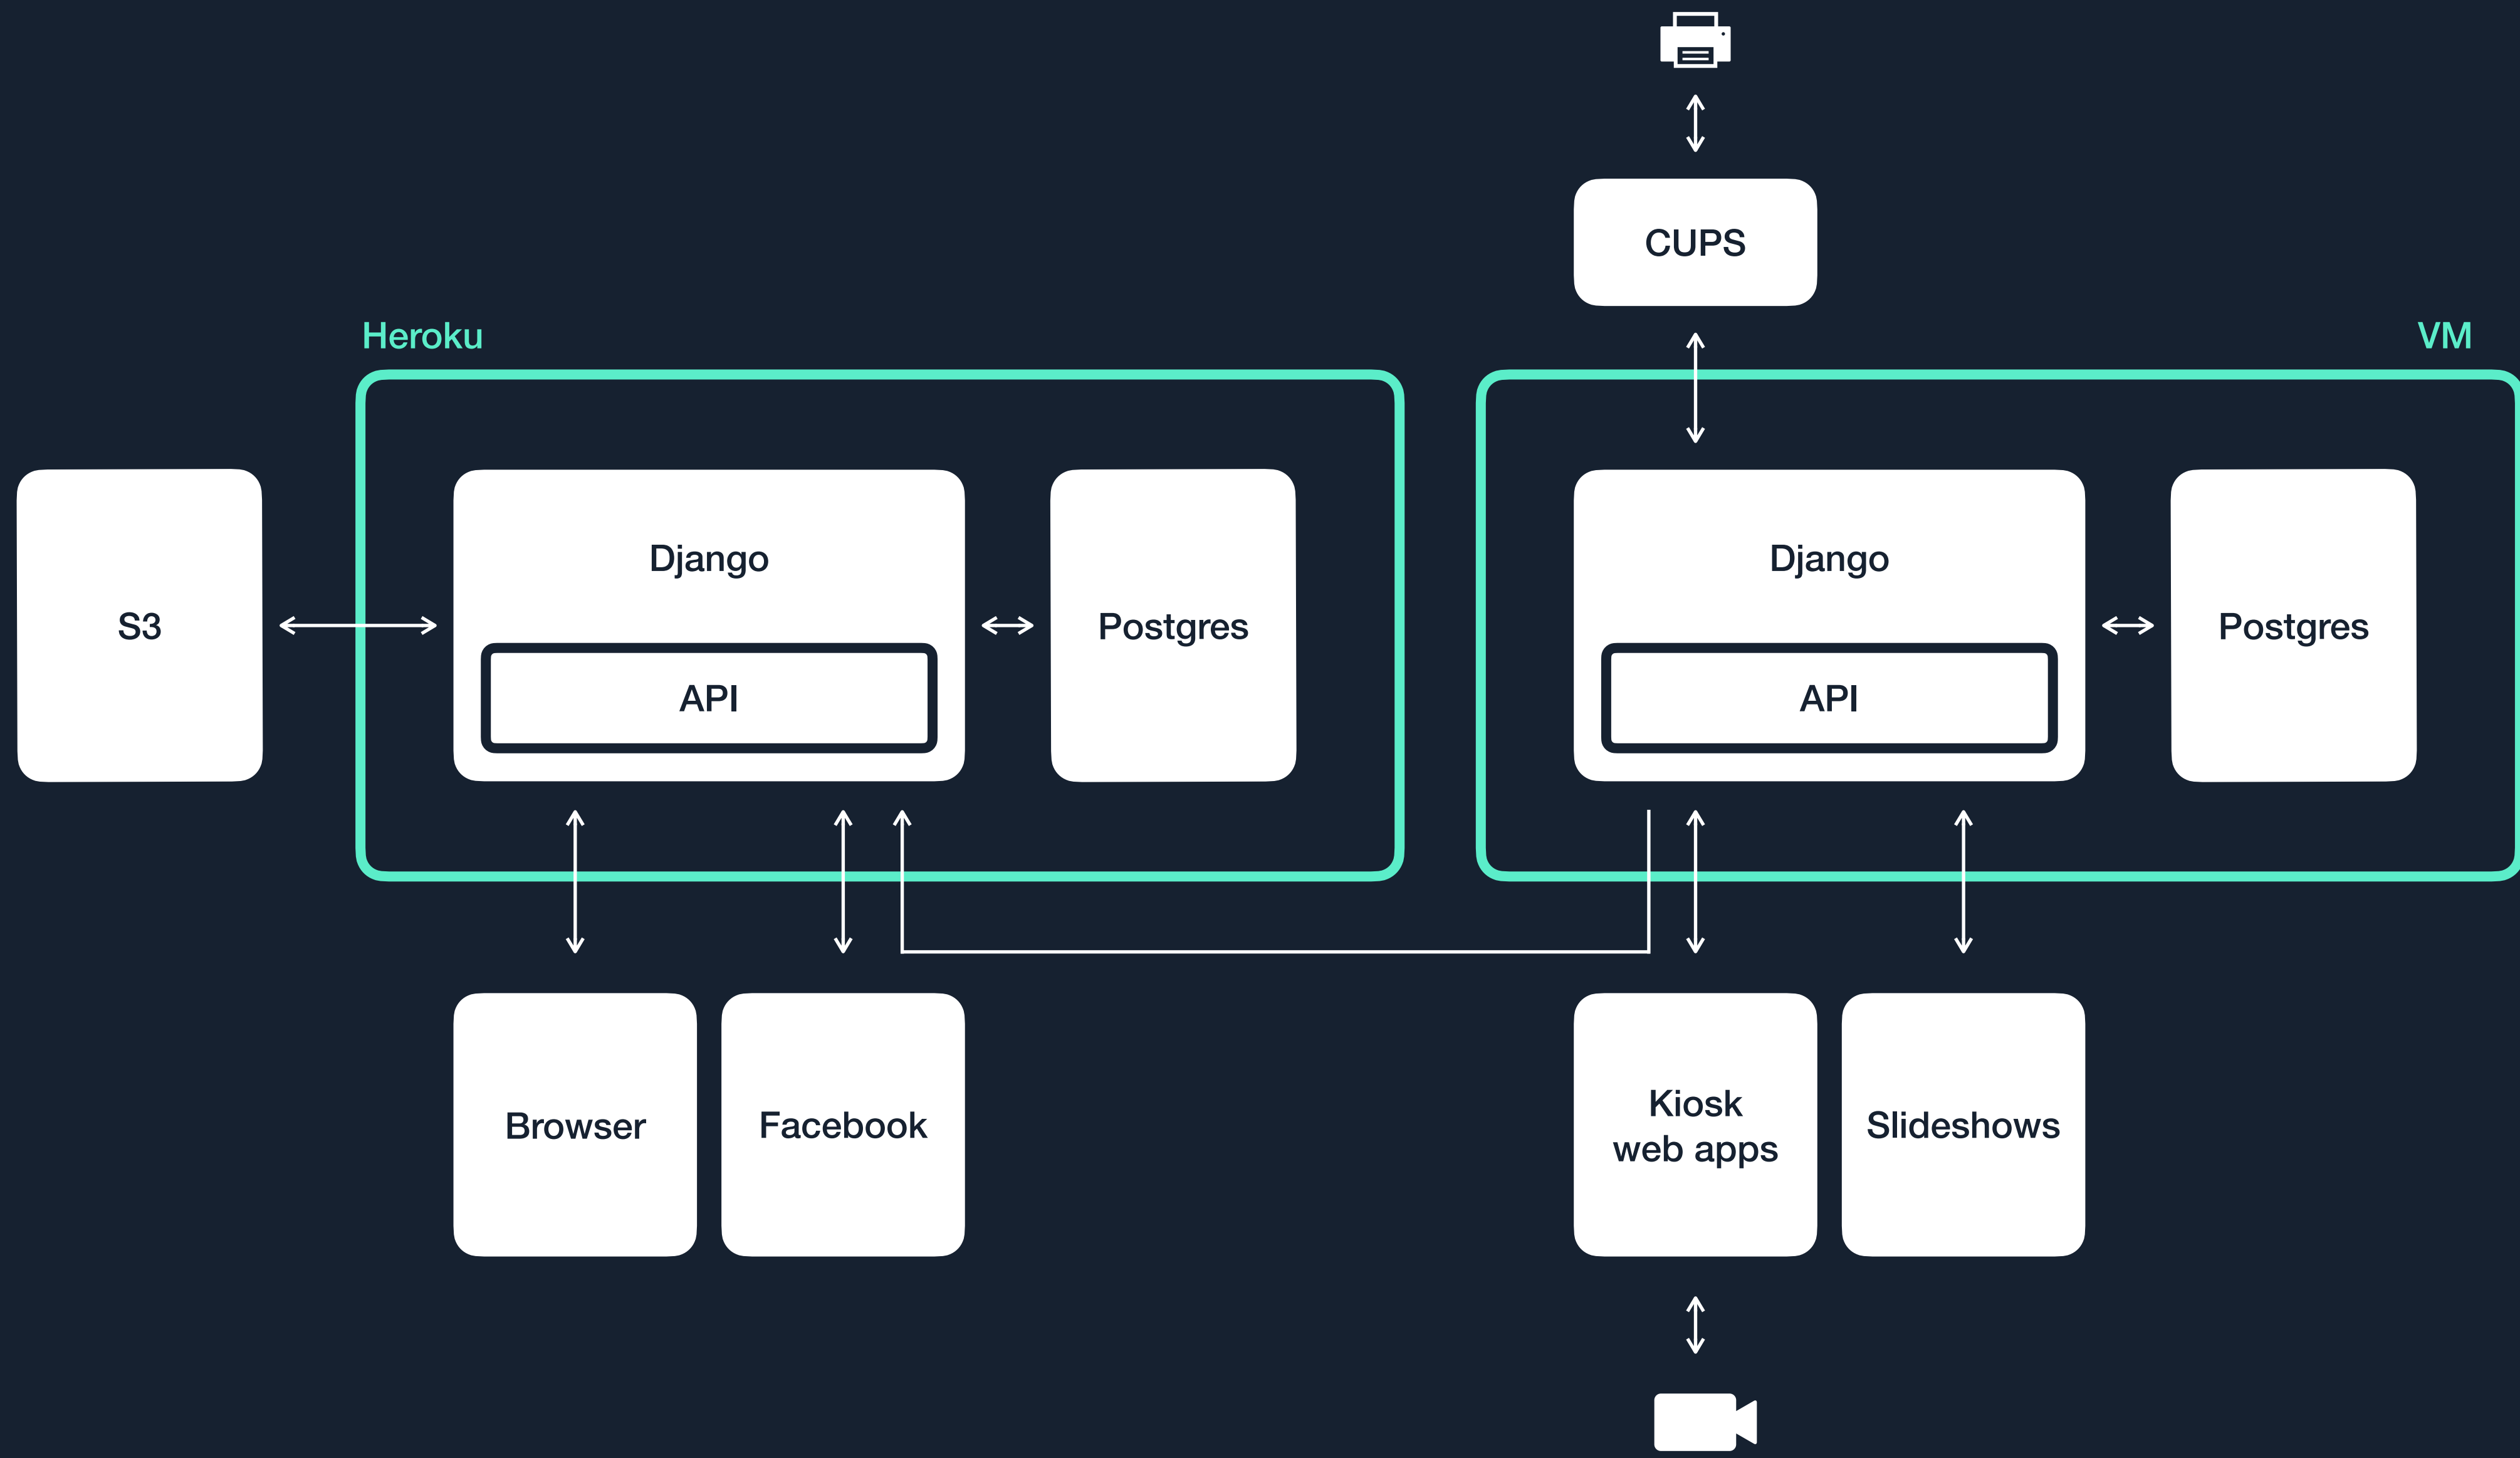 CUPS
Heroku
VM
S3
Django
API
Postgres
Django
API
Postgres
Browser
Facebook
Kiosk
web apps
Slideshows